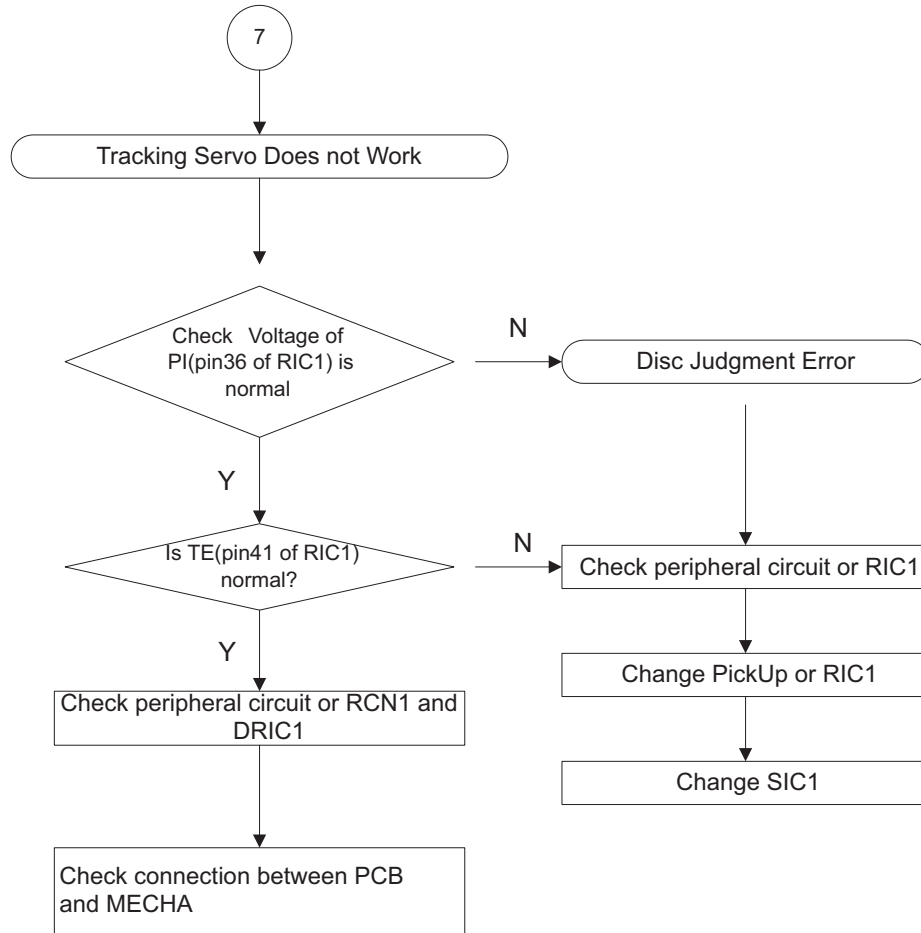 7
Tracking Servo Does not Work
Check Voltage of
PI(pin36 of RIC1) is
normal
N
Disc Judgment Error
Y
Is TE(pin41 of RIC1)
normal?
N
Check peripheral circuit or RIC1
Y
Change PickUp or RIC1
Check peripheral circuit or RCN1 and
DRIC1
Change SIC1
Check connection between PCB
and MECHA